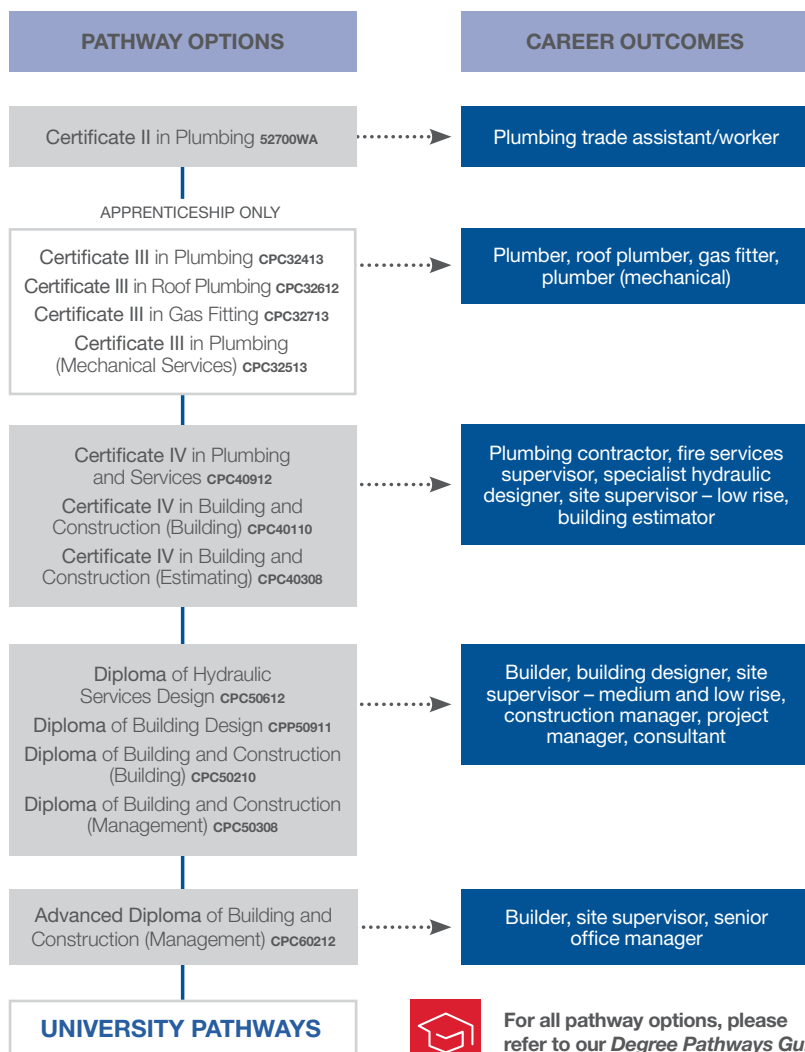 PATHWAY OPTIONS
CAREER OUTCOMES
Certificate II in Plumbing 52700WA
Plumbing trade assistant/worker
APPRENTICESHIP ONLY
Certificate III in Plumbing CPC32413
Certificate III in Roof Plumbing CPC32612
Certificate III in Gas Fitting CPC32713
Certificate III in Plumbing
(Mechanical Services) CPC32513
Plumber, roof plumber, gas fitter,
plumber (mechanical)
Certificate IV in Plumbing
and Services CPC40912
Certificate IV in Building and
Construction (Building) CPC40110
Certificate IV in Building and
Construction (Estimating) CPC40308
Plumbing contractor, fire services
supervisor, specialist hydraulic
designer, site supervisor – low rise,
building estimator
Diploma of Hydraulic
Services Design CPC50612
Diploma of Building Design CPP50911
Diploma of Building and Construction
(Building) CPC50210
Diploma of Building and Construction
(Management) CPC50308
Builder, building designer, site
supervisor – medium and low rise,
construction manager, project
manager, consultant
Advanced Diploma of Building and
Construction (Management) CPC60212
Builder, site supervisor, senior
office manager
UNIVERSITY PATHWAYS
For all pathway options, please
refer to our Degree Pathways